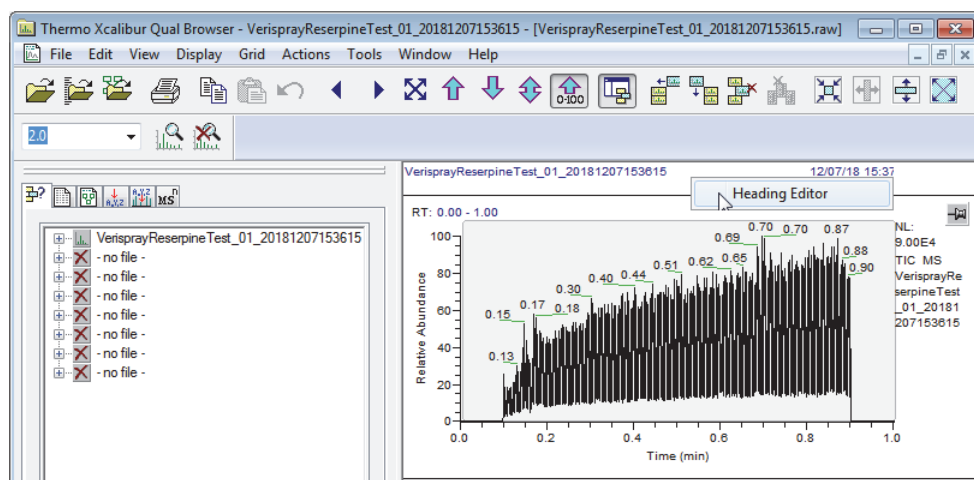 Thermo Xcalibur Qual Browser - VerisprayReserpineTest_01_20181207153615 - [VerisprayReserpineTest_01_20181207153615.raw]
File Edit View Display Grid Actions Tools Window Help
0-100
2.0
A,Y,Z A,Y,Z MSn
VerisprayReserpineTest_01_20181207153615
- no file -
- no file -
- no file -
- no file -
- no file -
- no file -
- no file -
VerisprayReserpineTest_01_20181207153615 12/07/18 15:37
Heading Editor
RT: 0.00 - 1.00
NL:
9.00E4
TIC MS
VerisprayRe
serpineTest
_01_20181
207153615
Relative Abundance
100
80
60
40
20
0
0.13
0.15
0.17
0.18
0.30
0.40
0.44
0.51
0.62
0.65
0.69
0.70
0.70
0.87
0.88
0.90
0.0 0.2 0.4 0.6 0.8 1.0
Time (min)